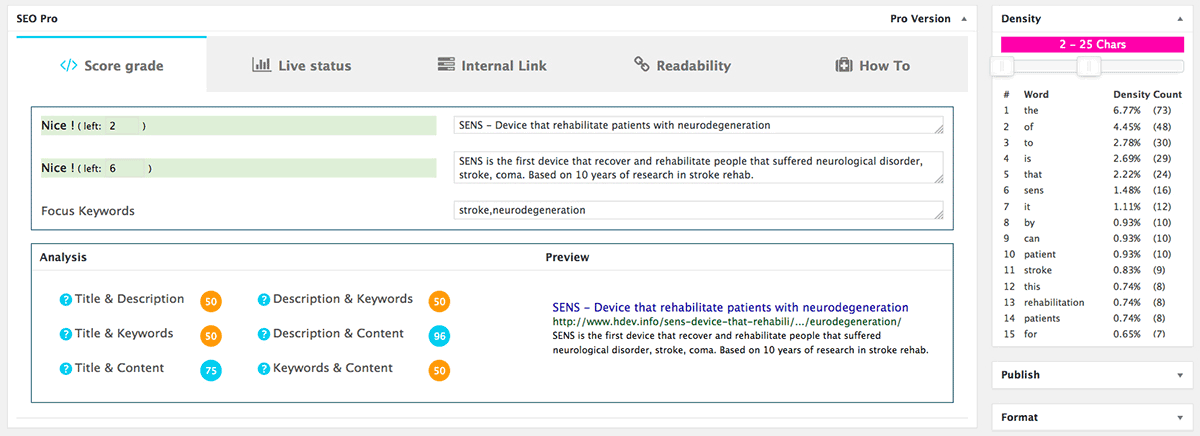 SEO Pro
Pro Version
Score grade
Live status
Internal Link
Readability
How To
Nice ! ( left: 2 )
SENS – Device that rehabilitate patients with neurodegeneration
Nice ! ( left: 6 )
SENS is the first device that recover and rehabilitate people that suffered neurological disorder,
stroke, coma. Based on 10 years of research in stroke rehab.
Focus Keywords
stroke,neurodegeneration
Analysis
Preview
? Title & Description 50
? Description & Keywords 50
? Title & Keywords 50
? Description & Content 96
? Title & Content 75
? Keywords & Content 50
SENS – Device that rehabilitate patients with neurodegeneration
http://www.hdev.info/sens-device-that-rehabili/.../eurodegeneration/
SENS is the first device that recover and rehabilitate people that suffered
neurological disorder, stroke, coma. Based on 10 years of research in stroke rehab.
Density
2 – 25 Chars
# Word Density Count
1 the 6.77% (73)
2 of 4.45% (48)
3 to 2.78% (30)
4 is 2.69% (29)
5 that 2.22% (24)
6 sens 1.48% (16)
7 it 1.11% (12)
8 by 0.93% (10)
9 can 0.93% (10)
10 patient 0.93% (10)
11 stroke 0.83% (9)
12 this 0.74% (8)
13 rehabilitation 0.74% (8)
14 patients 0.74% (8)
15 for 0.65% (7)
Publish
Format